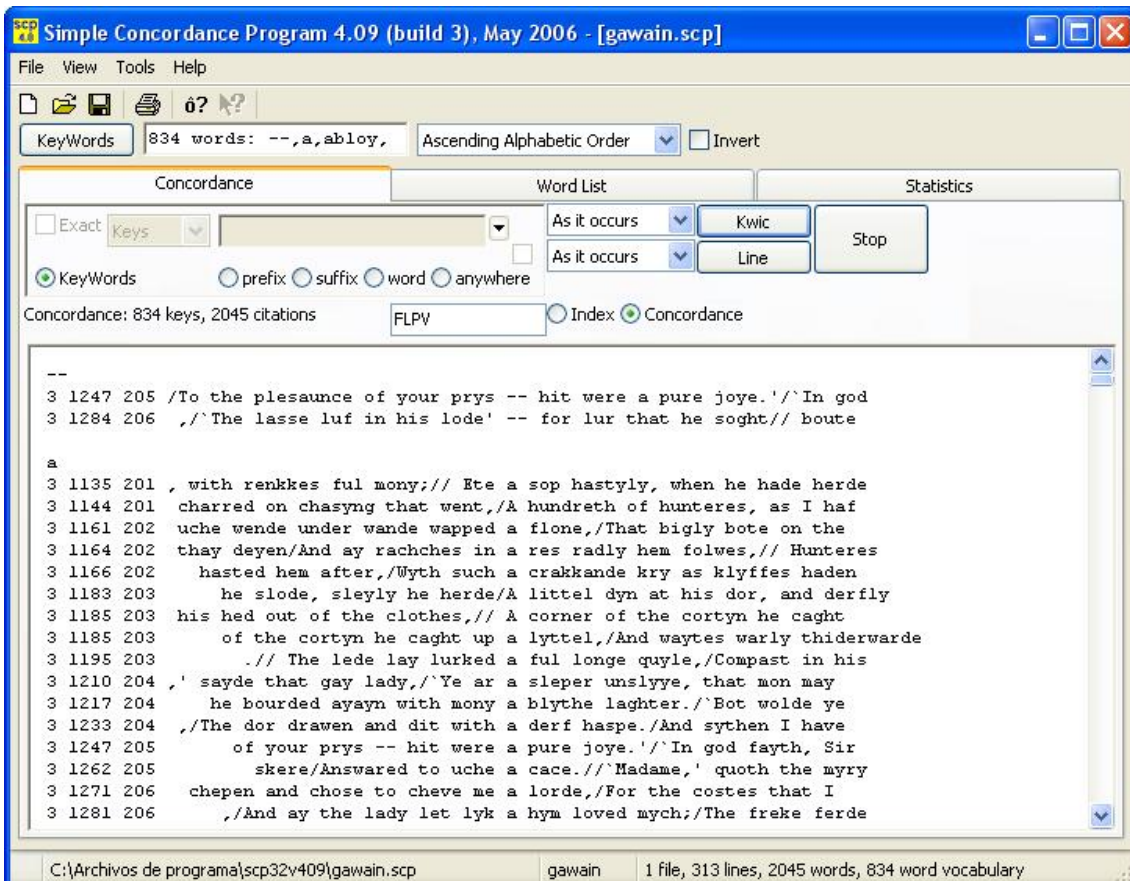 scp 4.0 Simple Concordance Program 4.09 (build 3), May 2006 - [gawain.scp]
File View Tools Help
ô? ?
KeyWords 834 words: --,a,abloy, Ascending Alphabetic Order Invert
Concordance Word List Statistics
Exact Keys As it occurs Kwic Stop
As it occurs Line
KeyWords prefix suffix word anywhere
Concordance: 834 keys, 2045 citations FLPV Index Concordance
--
3 1247 205 /To the plesaunce of your prys -- hit were a pure joye.'/`In god
3 1284 206 ,/`The lasse luf in his lode' -- for lur that he soght// boute
a
3 1135 201 , with renkkes ful mony;// Ete a sop hastyly, when he hade herde
3 1144 201 charred on chasyng that went,/A hundreth of hunteres, as I haf
3 1161 202 uche wende under wande wapped a flone,/That bigly bote on the
3 1164 202 thay deyen/And ay rachches in a res radly hem folwes,// Hunteres
3 1166 202 hasted hem after,/Wyth such a crakkande kry as klyffes haden
3 1183 203 he slode, sleyly he herde/A littel dyn at his dor, and derfly
3 1185 203 his hed out of the clothes,// A corner of the cortyn he caght
3 1185 203 of the cortyn he caght up a lyttel,/And waytes warly thiderwarde
3 1195 203 .// The lede lay lurked a ful longe quyle,/Compast in his
3 1210 204 ,' sayde that gay lady,/`Ye ar a sleper unslyye, that mon may
3 1217 204 he bourded ayayn with mony a blythe laghter./`Bot wolde ye
3 1233 204 ,/The dor drawen and dit with a derf haspe./And sythen I have
3 1247 205 of your prys -- hit were a pure joye.'/`In god fayth, Sir
3 1262 205 skere/Answared to uche a cace.//`Madame,' quoth the myry
3 1271 206 chepen and chose to cheve me a lorde,/For the costes that I
3 1281 206 ,/And ay the lady let lyk a hym loved mych;/The freke ferde
C:\Archivos de programa\scp32v409\gawain.scp gawain 1 file, 313 lines, 2045 words, 834 word vocabulary